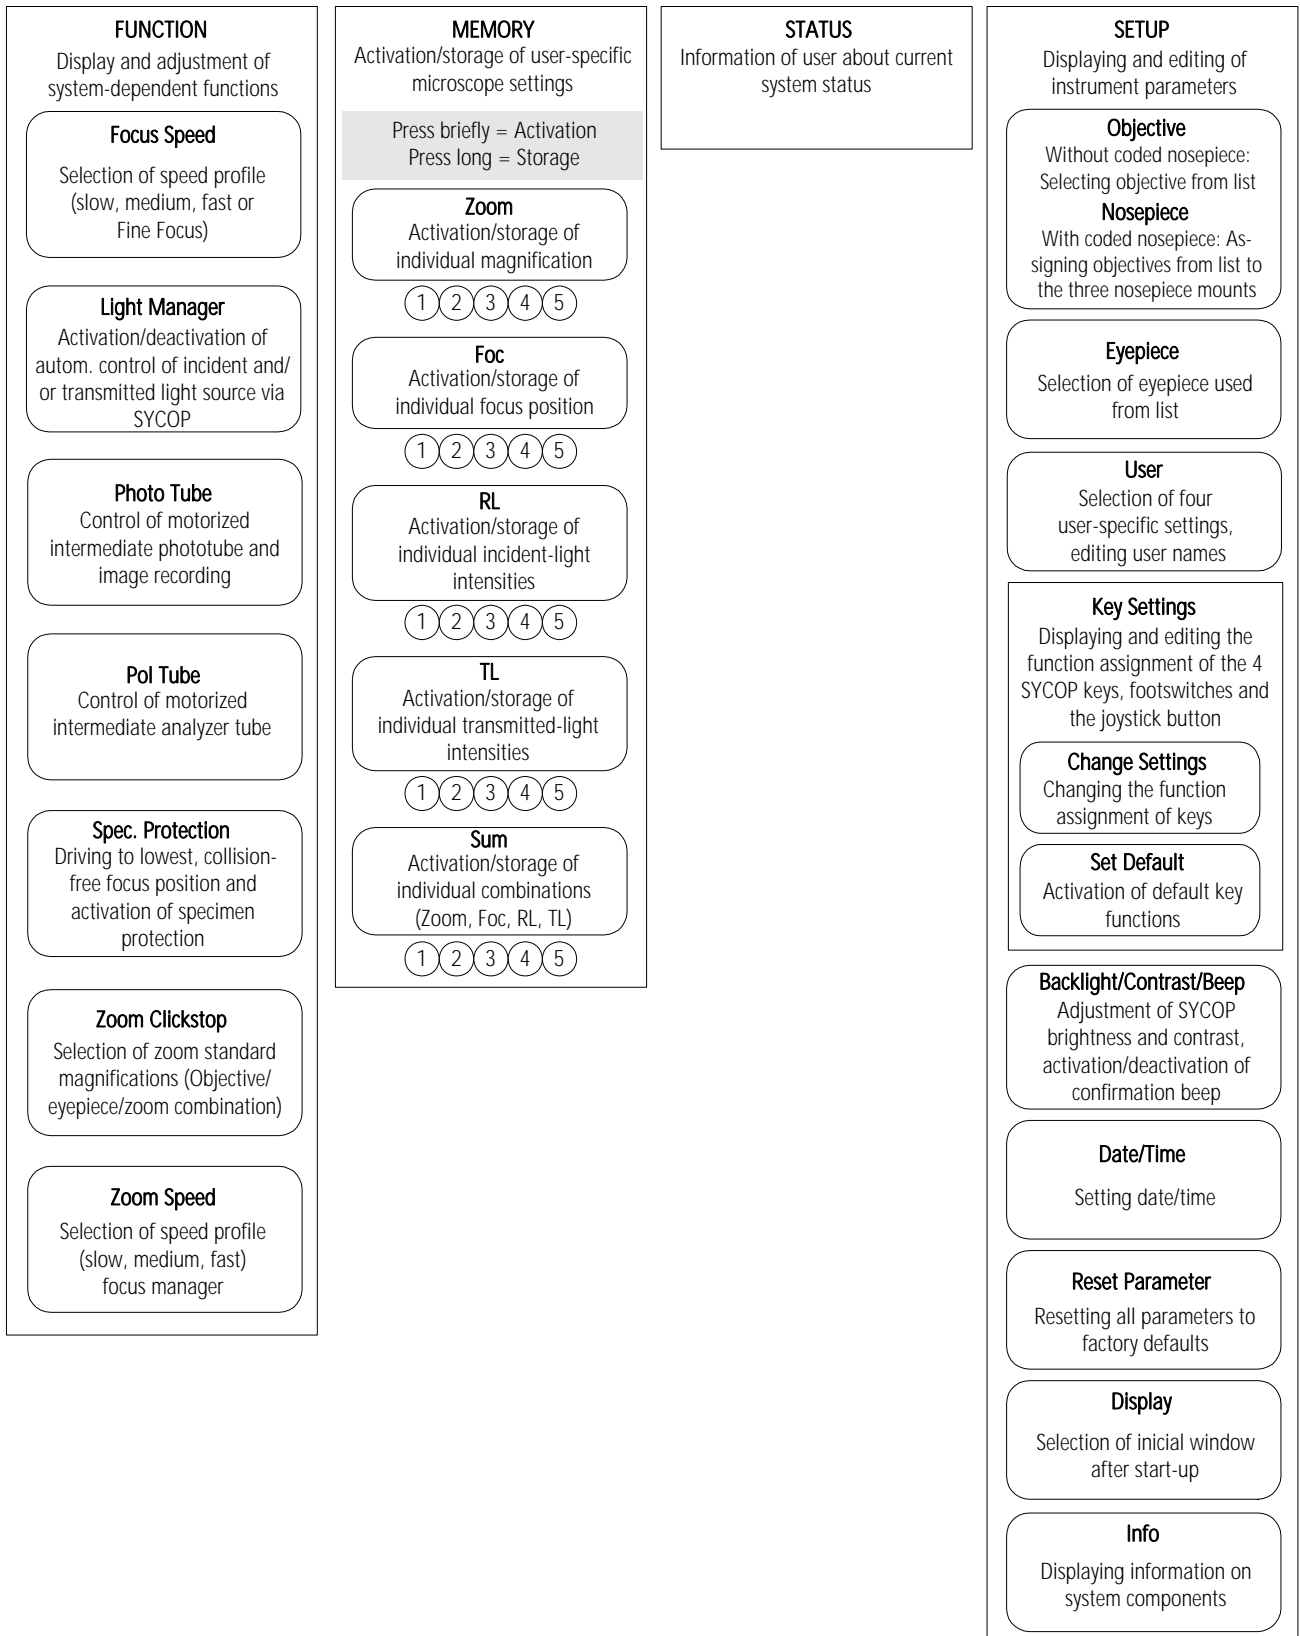 FUNCTION
Display and adjustment of
system-dependent functions
Focus Speed
Selection of speed profile
(slow, medium, fast or
Fine Focus)
Light Manager
Activation/deactivation of
autom. control of incident and/
or transmitted light source via
SYCOP
Photo Tube
Control of motorized
intermediate phototube and
image recording
Pol Tube
Control of motorized
intermediate analyzer tube
Spec. Protection
Driving to lowest, collision-
free focus position and
activation of specimen
protection
Zoom Clickstop
Selection of zoom standard
magnifications (Objective/
eyepiece/zoom combination)
Zoom Speed
Selection of speed profile
(slow, medium, fast)
focus manager
MEMORY
Activation/storage of user-specific
microscope settings
Press briefly = Activation
Press long = Storage
Zoom
Activation/storage of
individual magnification
1 2 3 4 5
Foc
Activation/storage of
individual focus position
1 2 3 4 5
RL
Activation/storage of
individual incident-light
intensities
1 2 3 4 5
TL
Activation/storage of
individual transmitted-light
intensities
1 2 3 4 5
Sum
Activation/storage of
individual combinations
(Zoom, Foc, RL, TL)
1 2 3 4 5
STATUS
Information of user about current
system status
SETUP
Displaying and editing of
instrument parameters
Objective
Without coded nosepiece:
Selecting objective from list
Nosepiece
With coded nosepiece: As-
signing objectives from list to
the three nosepiece mounts
Eyepiece
Selection of eyepiece used
from list
User
Selection of four
user-specific settings,
editing user names
Key Settings
Displaying and editing the
function assignment of the 4
SYCOP keys, footswitches and
the joystick button
Change Settings
Changing the function
assignment of keys
Set Default
Activation of default key
functions
Backlight/Contrast/Beep
Adjustment of SYCOP
brightness and contrast,
activation/deactivation of
confirmation beep
Date/Time
Setting date/time
Reset Parameter
Resetting all parameters to
factory defaults
Display
Selection of inicial window
after start-up
Info
Displaying information on
system components